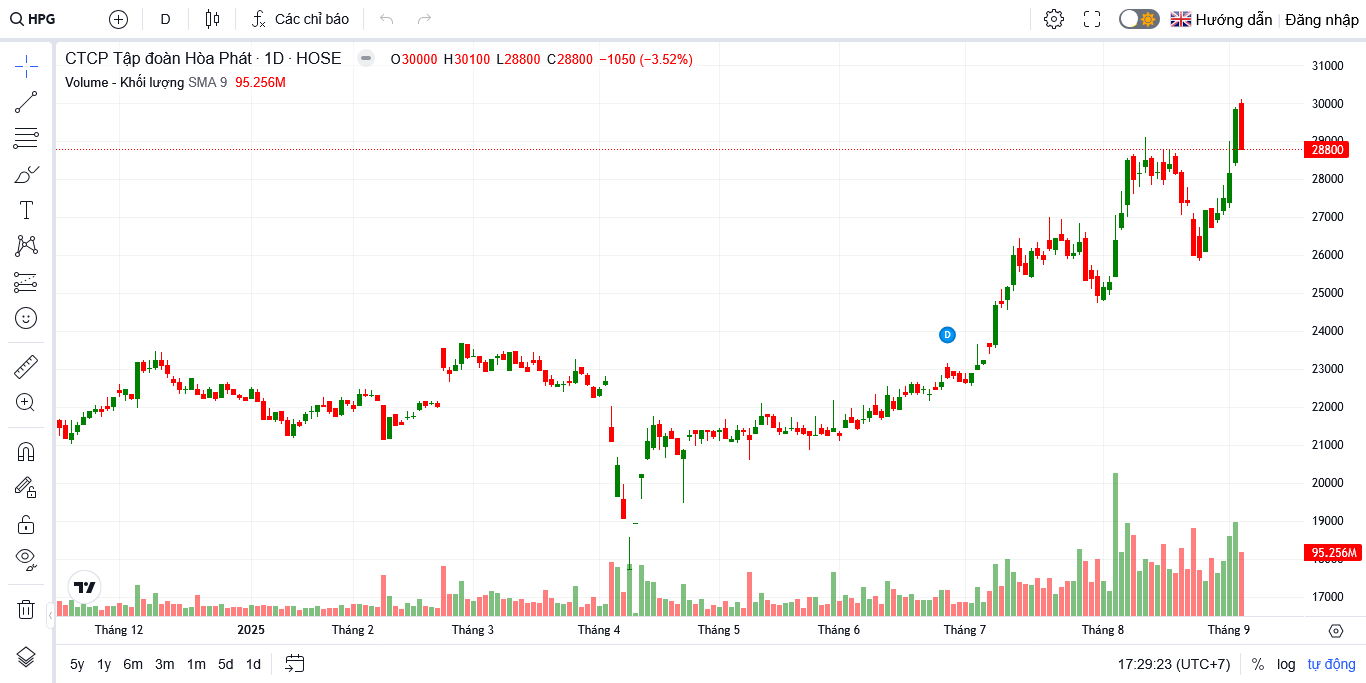 HPG D Các chỉ báo Hướng dẫn Đăng nhập
CTCP Tập đoàn Hòa Phát · 1D · HOSE O30000 H30100 L28800 C28800 −1050 (−3.52%)
Volume - Khối lượng SMA 9 95.256M
31000
30000
29000
28800
28000
27000
26000
25000
24000
D
23000
22000
21000
20000
19000
95.256M
18000
17000
Tháng 12 2025 Tháng 2 Tháng 3 Tháng 4 Tháng 5 Tháng 6 Tháng 7 Tháng 8 Tháng 9
5y 1y 6m 3m 1m 5d 1d 17:29:23 (UTC+7) % log tự động